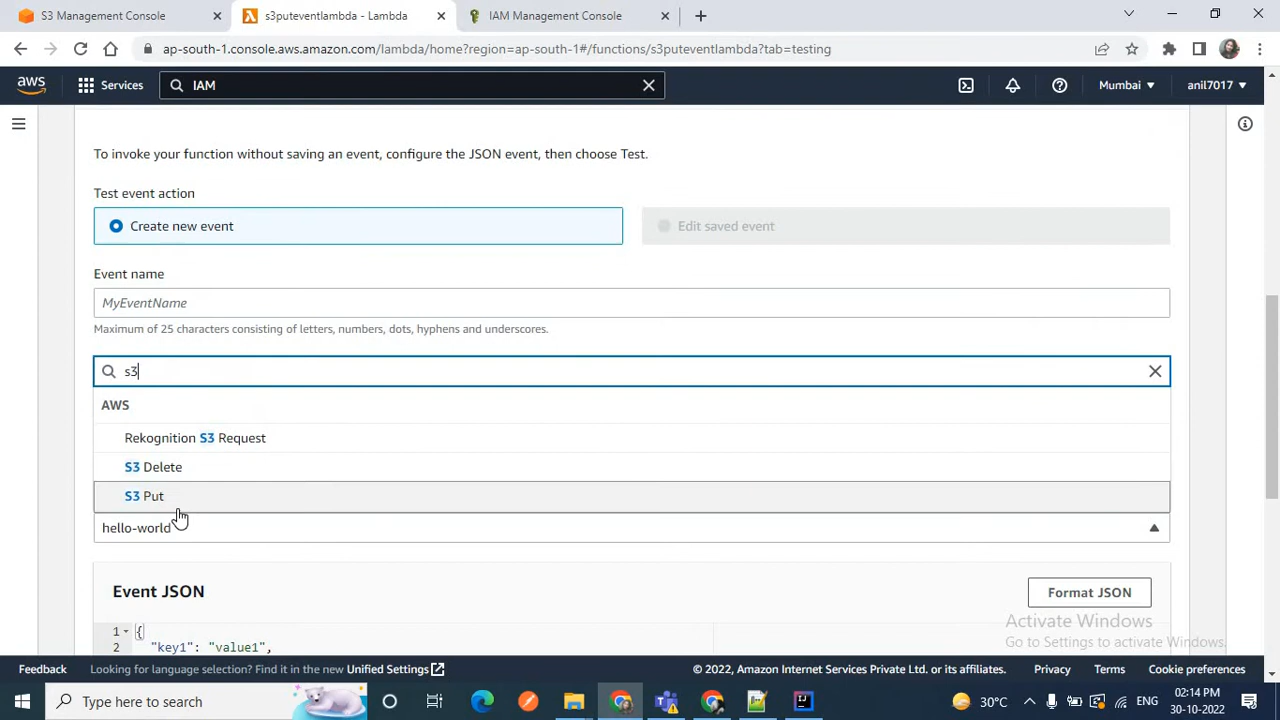 S3 Management Console
s3puteventlambda - Lambda
IAM Management Console
ap-south-1.console.aws.amazon.com/lambda/home?region=ap-south-1#/functions/s3puteventlambda?tab=testing
aws
Services
IAM
Mumbai
anil7017
To invoke your function without saving an event, configure the JSON event, then choose Test.
Test event action
Create new event
Edit saved event
Event name
MyEventName
Maximum of 25 characters consisting of letters, numbers, dots, hyphens and underscores.
s3
AWS
Rekognition S3 Request
S3 Delete
S3 Put
hello-world
Event JSON
Format JSON
1 {
2 "key1": "value1",
Activate Windows
Go to Settings to activate Windows.
Feedback
Looking for language selection? Find it in the new Unified Settings
© 2022, Amazon Internet Services Private Ltd. or its affiliates.
Privacy
Terms
Cookie preferences
Type here to search
30°C
ENG
02:14 PM
30-10-2022